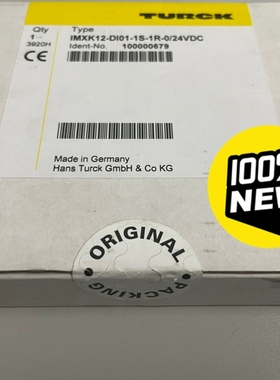 TURCK
Qty Type
1 IMXK12-DI01-1S-1R-0/24VDC
3920H Ident-No. 100000679
CE
Made in Germany
Hans Turck GmbH & Co KG
100%
NEW
ORIGINAL
PACKING